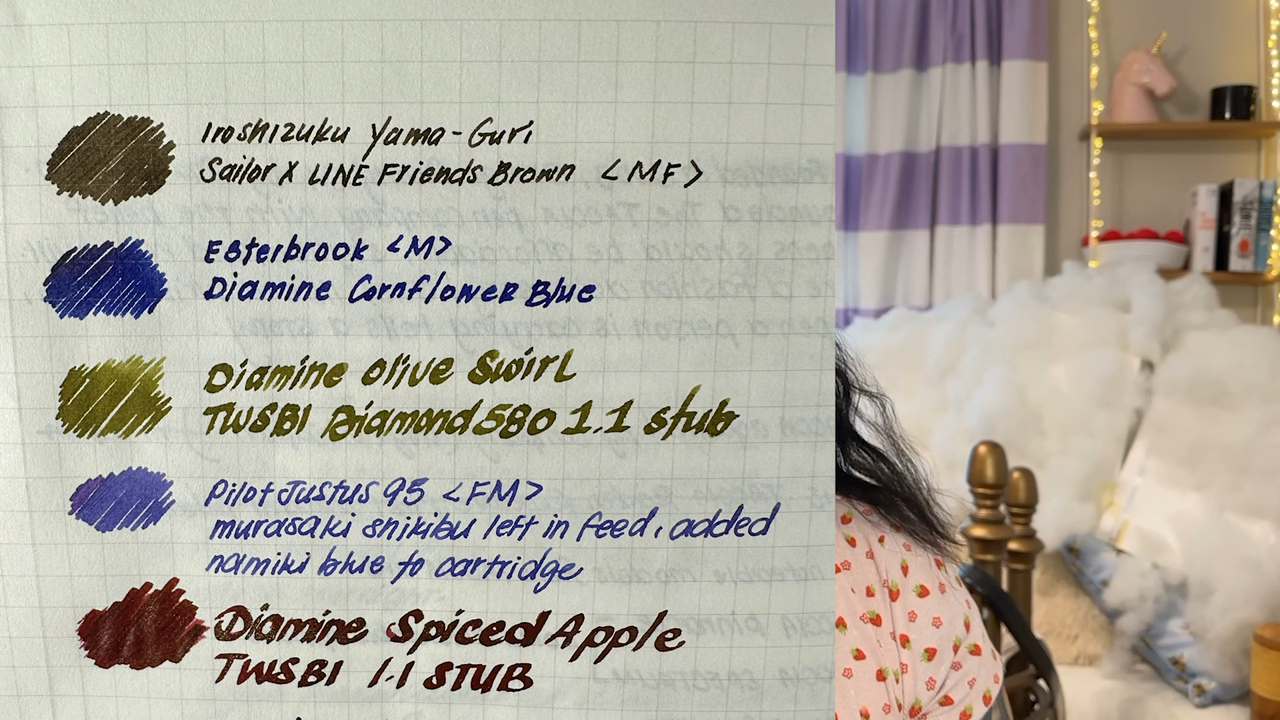 Iroshizuku Yama-Guri
Sailor X LINE Friends Brown <MF>
Esterbrook <M>
Diamine Cornflower Blue
Diamine Olive Swirl
TWSBI Diamond 580 1.1 stub
Pilot Justus 95 <FM>
murasaki shikibu left in feed, added
namiki blue to cartridge
Diamine Spiced Apple
TWSBI 1.1 STUB